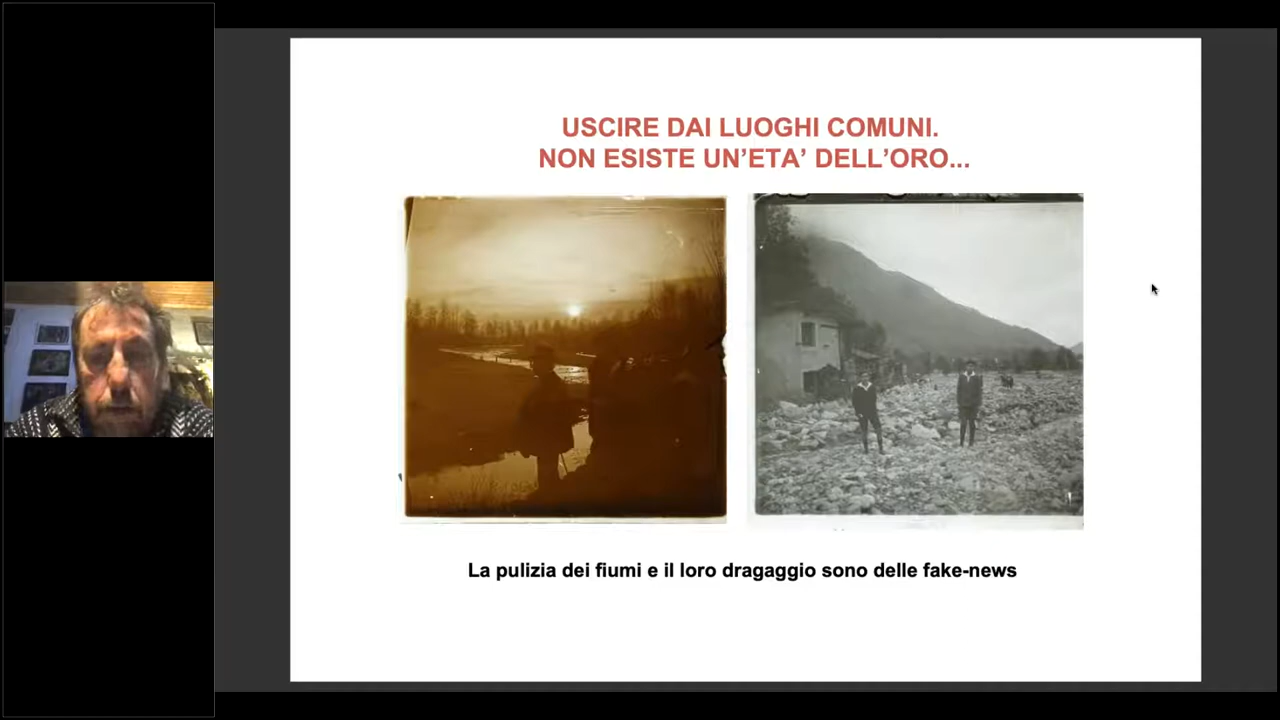 USCIRE DAI LUOGHI COMUNI.
NON ESISTE UN’ETA’ DELL’ORO...
La pulizia dei fiumi e il loro dragaggio sono delle fake-news